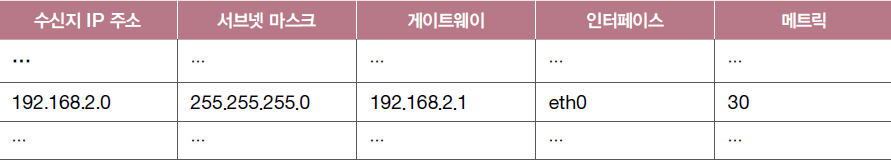 수신지 IP 주소 서브넷 마스크 게이트웨이 인터페이스 메트릭
... ... ... ... ...
192.168.2.0 255.255.255.0 192.168.2.1 eth0 30
... ... ... ... ...